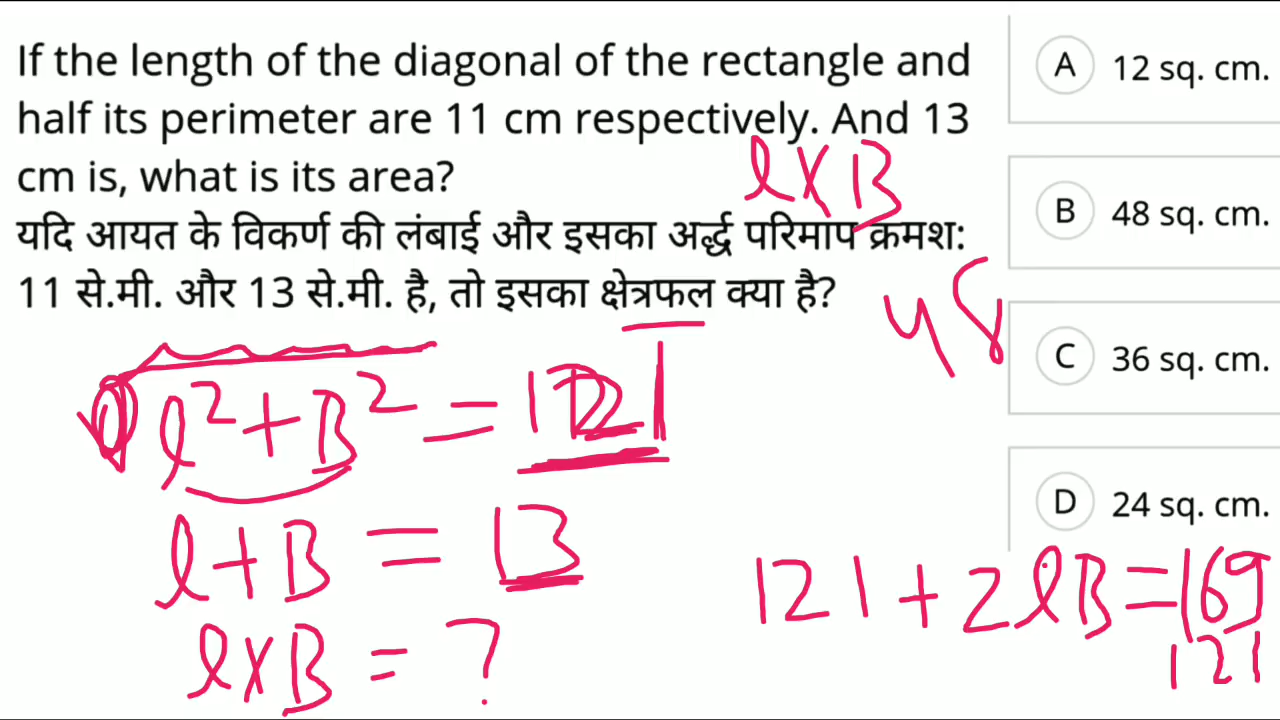 If the length of the diagonal of the rectangle and
half its perimeter are 11 cm respectively. And 13
cm is, what is its area?
l×B
यदि आयत के विकर्ण की लंबाई और इसका अर्द्ध परिमाप क्रमश:
11 से.मी. और 13 से.मी. है, तो इसका क्षेत्रफल क्या है?
48
A 12 sq. cm.
B 48 sq. cm.
C 36 sq. cm.
D 24 sq. cm.
l²+B² = 121
l+B = 13
l×B = ?
121+2lB=169
121